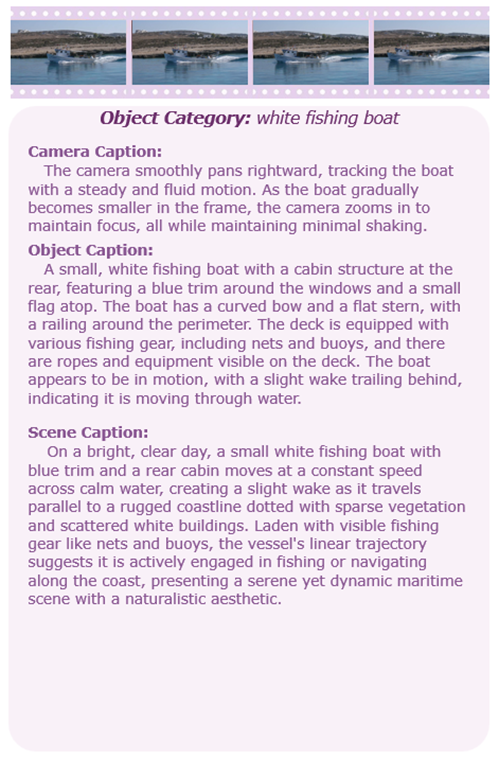 Object Category: white fishing boat
Camera Caption:
The camera smoothly pans rightward, tracking the boat
with a steady and fluid motion. As the boat gradually
becomes smaller in the frame, the camera zooms in to
maintain focus, all while maintaining minimal shaking.
Object Caption:
A small, white fishing boat with a cabin structure at the
rear, featuring a blue trim around the windows and a small
flag atop. The boat has a curved bow and a flat stern, with
a railing around the perimeter. The deck is equipped with
various fishing gear, including nets and buoys, and there
are ropes and equipment visible on the deck. The boat
appears to be in motion, with a slight wake trailing behind,
indicating it is moving through water.
Scene Caption:
On a bright, clear day, a small white fishing boat with
blue trim and a rear cabin moves at a constant speed
across calm water, creating a slight wake as it travels
parallel to a rugged coastline dotted with sparse vegetation
and scattered white buildings. Laden with visible fishing
gear like nets and buoys, the vessel's linear trajectory
suggests it is actively engaged in fishing or navigating
along the coast, presenting a serene yet dynamic maritime
scene with a naturalistic aesthetic.